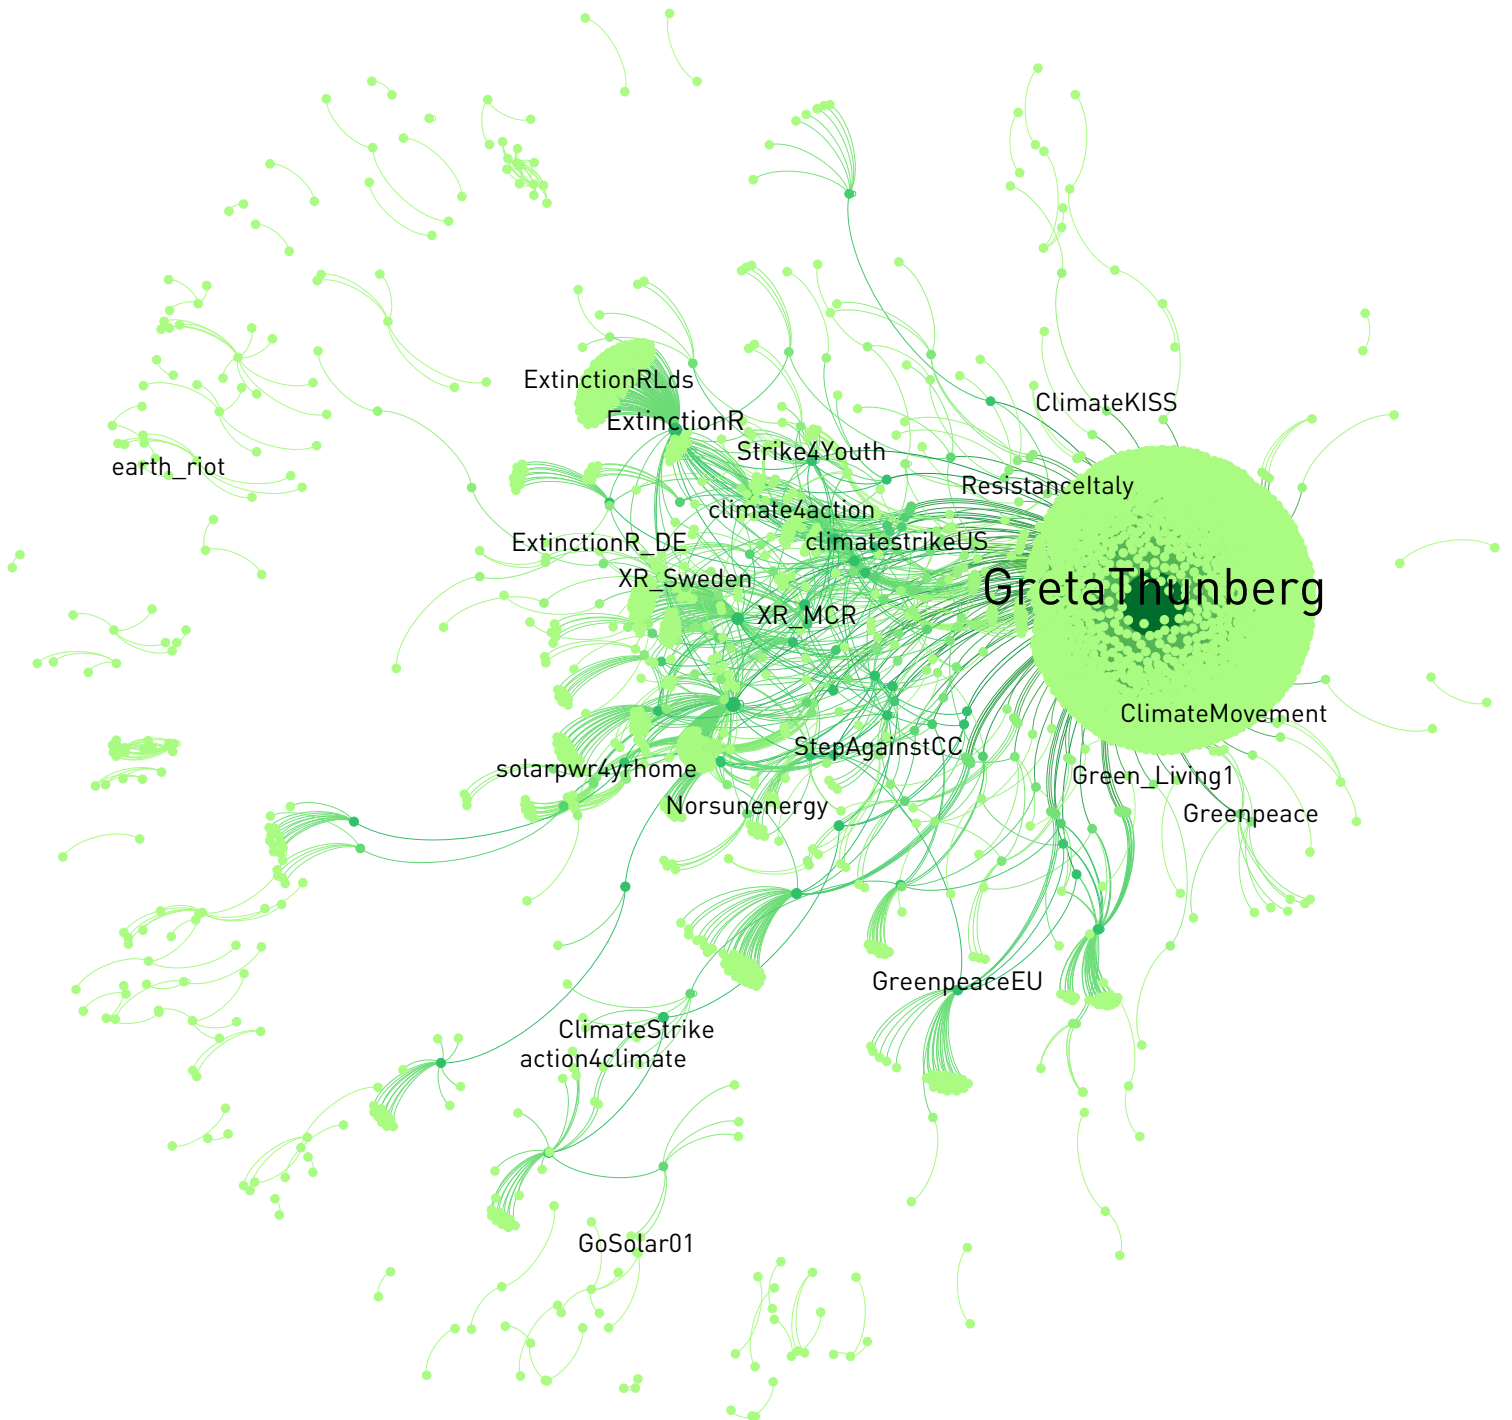 ExtinctionRLds
ClimateKISS
ExtinctionR
Strike4Youth
earth_riot
ResistanceItaly
climate4action
ExtinctionR_DE
climatestrikeUS
XR_Sweden
GretaThunberg
XR_MCR
ClimateMovement
StepAgainstCC
solarpwr4yrhome
Green_Living1
Norsunenergy
Greenpeace
GreenpeaceEU
ClimateStrike
action4climate
GoSolar01